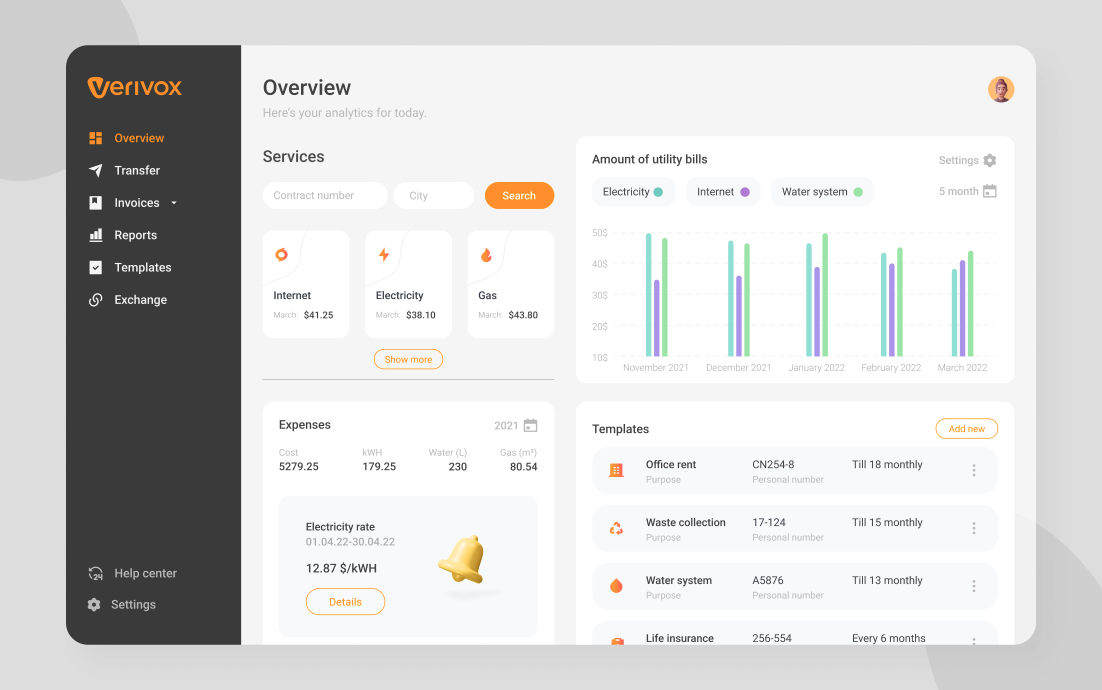 Verivox
Overview
Transfer
Invoices
Reports
Templates
Exchange
24
Help center
Settings
Overview
Here's your analytics for today.
Services
Contract number
City
Search
Internet
March: $41.25
Electricity
March: $38.10
Gas
March: $43.80
Show more
Amount of utility bills
Settings
Electricity
Internet
Water system
5 month
50$
40$
30$
20$
10$
November 2021
December 2021
January 2022
February 2022
March 2022
Expenses
2021
Cost
kWH
Water (L)
Gas (m³)
5279.25
179.25
230
80.54
Electricity rate
01.04.22-30.04.22
12.87 $/kWH
Details
Templates
Add new
Office rent
CN254-8
Till 18 monthly
Purpose
Personal number
Waste collection
17-124
Till 15 monthly
Purpose
Personal number
Water system
A5876
Till 13 monthly
Purpose
Personal number
Life insurance
256-554
Every 6 months